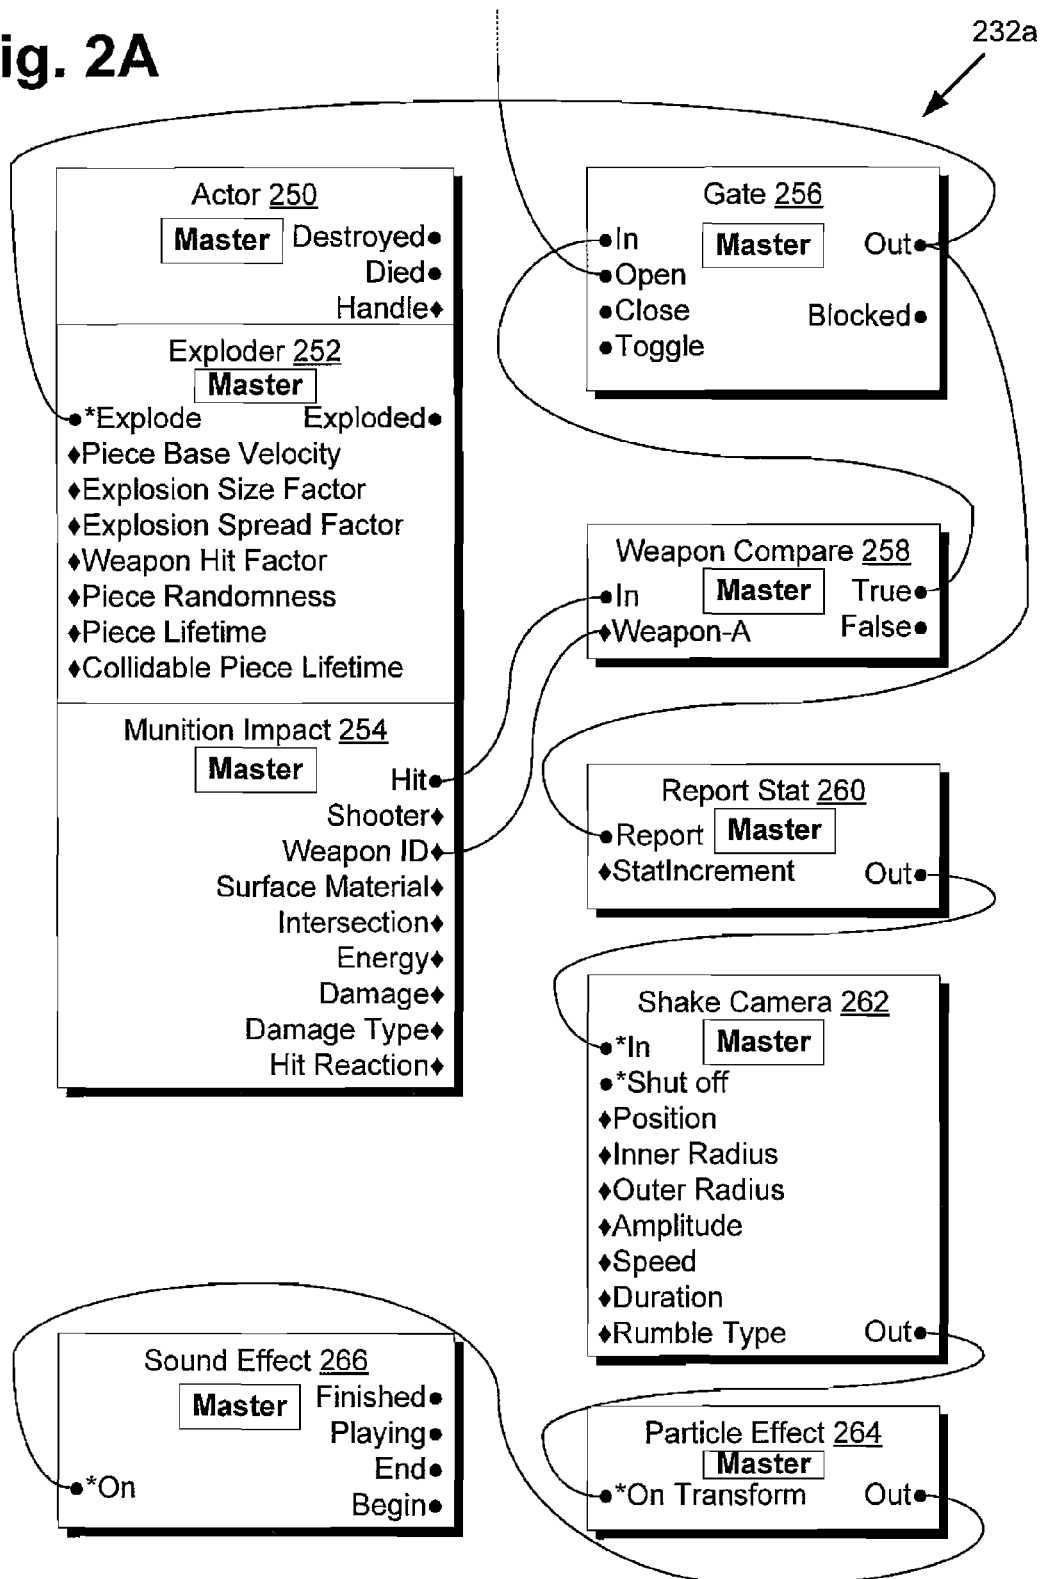 ig. 2A
232a
Actor 250
Master
Destroyed
Died
Handle
Exploder 252
Master
*Explode
Exploded
Piece Base Velocity
Explosion Size Factor
Explosion Spread Factor
Weapon Hit Factor
Piece Randomness
Piece Lifetime
Collidable Piece Lifetime
Munition Impact 254
Master
Hit
Shooter
Weapon ID
Surface Material
Intersection
Energy
Damage
Damage Type
Hit Reaction
Gate 256
Master
In
Out
Open
Close
Blocked
Toggle
Weapon Compare 258
Master
In
True
Weapon-A
False
Report Stat 260
Report
Master
StatIncrement
Out
Shake Camera 262
Master
*In
*Shut off
Position
Inner Radius
Outer Radius
Amplitude
Speed
Duration
Rumble Type
Out
Sound Effect 266
Master
Finished
Playing
End
*On
Begin
Particle Effect 264
Master
*On Transform
Out